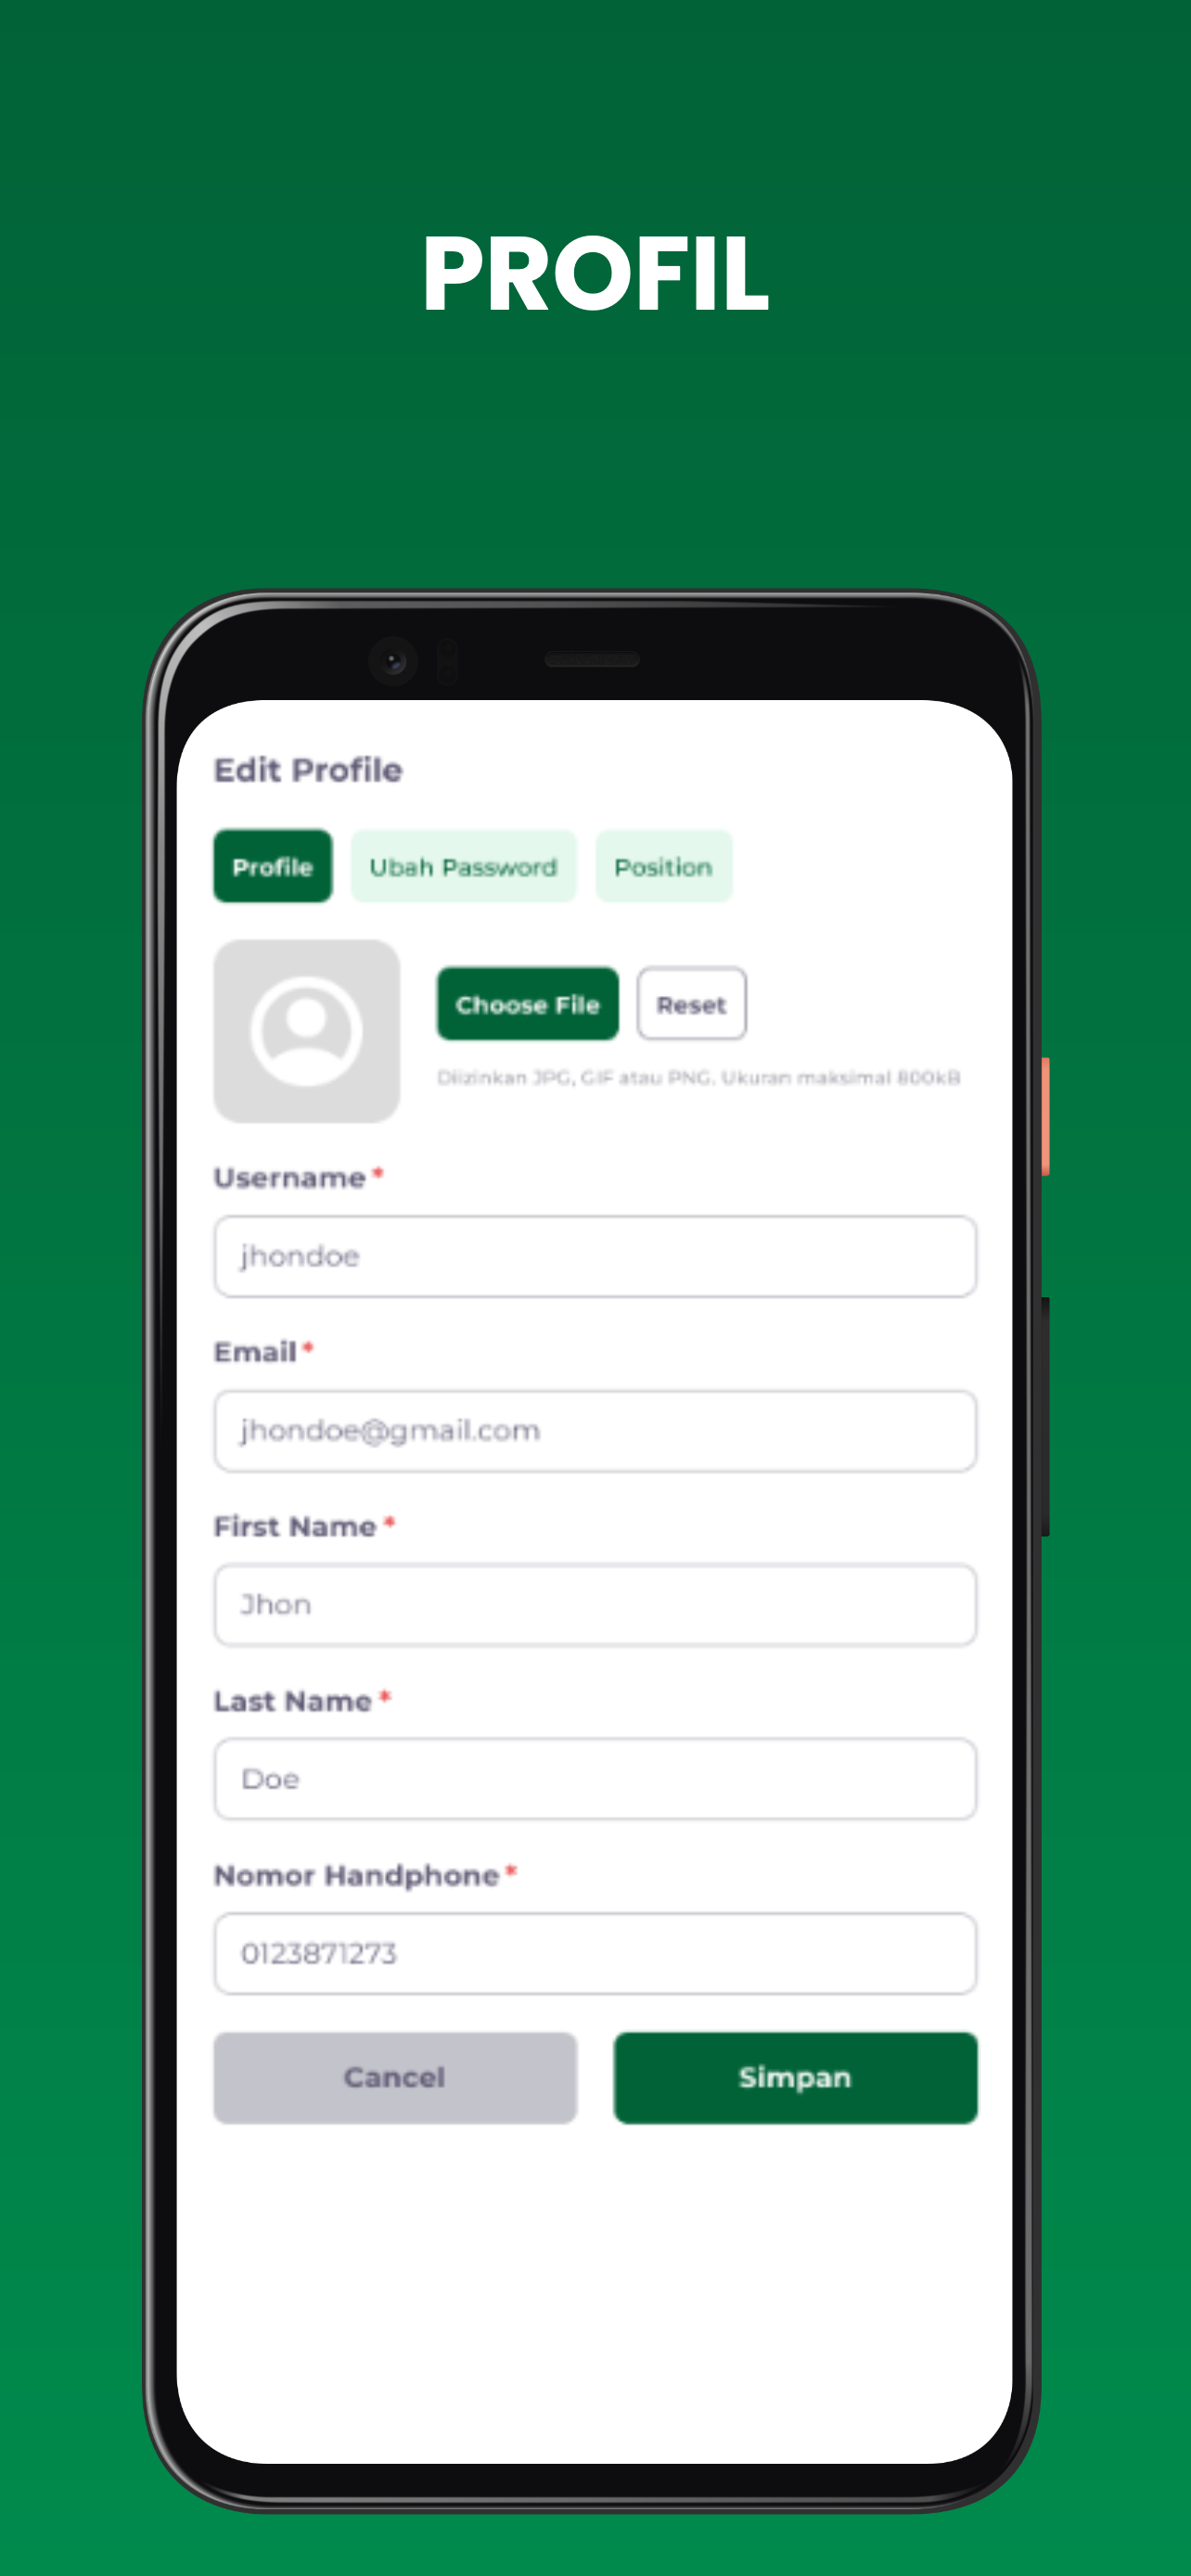 PROFIL
Edit Profile
Profile Ubah Password Position
Choose File Reset
Diizinkan JPG, GIF atau PNG. Ukuran maksimal 800kB
Username *
jhondoe
Email *
jhondoe@gmail.com
First Name *
Jhon
Last Name *
Doe
Nomor Handphone *
0123871273
Cancel Simpan